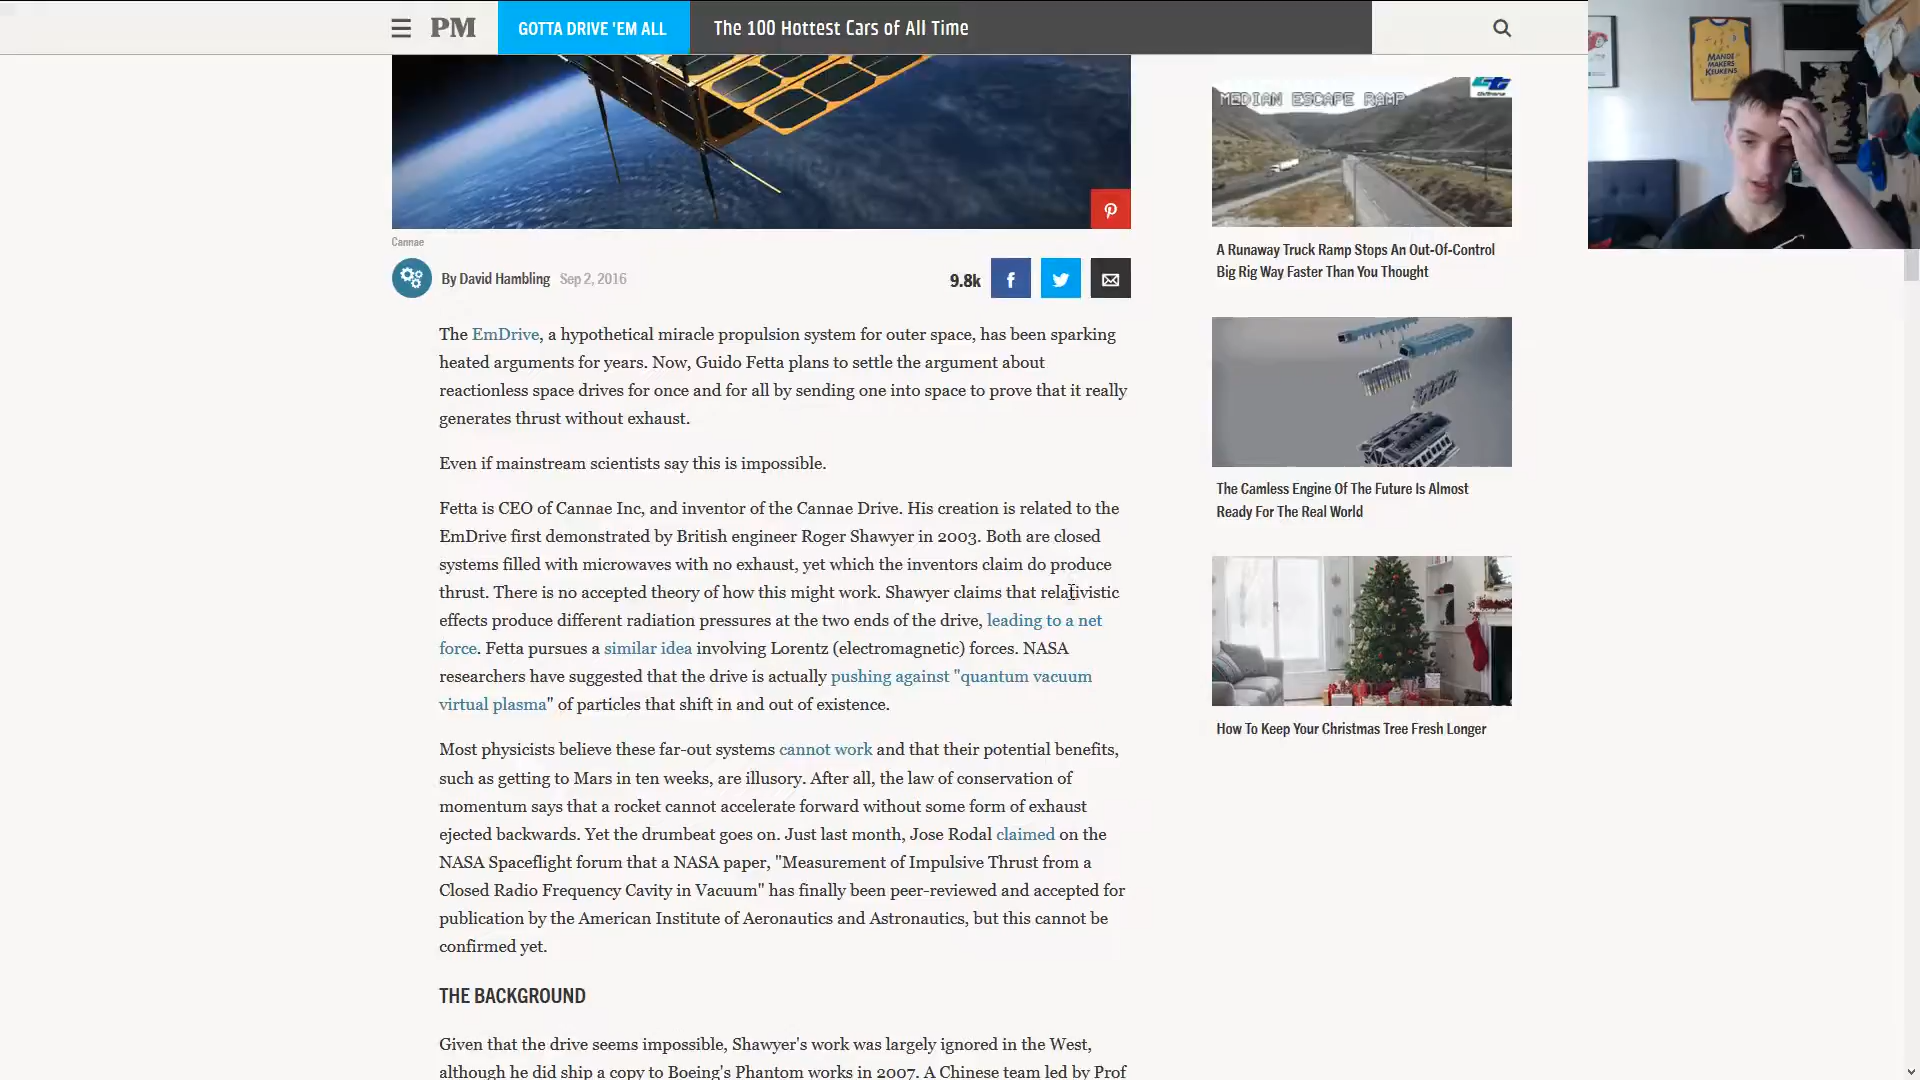 PM
GOTTA DRIVE 'EM ALL
The 100 Hottest Cars of All Time
Cannae
By David Hambling Sep 2, 2016
9.8k
The EmDrive, a hypothetical miracle propulsion system for outer space, has been sparking
heated arguments for years. Now, Guido Fetta plans to settle the argument about
reactionless space drives for once and for all by sending one into space to prove that it really
generates thrust without exhaust.
Even if mainstream scientists say this is impossible.
Fetta is CEO of Cannae Inc, and inventor of the Cannae Drive. His creation is related to the
EmDrive first demonstrated by British engineer Roger Shawyer in 2003. Both are closed
systems filled with microwaves with no exhaust, yet which the inventors claim do produce
thrust. There is no accepted theory of how this might work. Shawyer claims that relativistic
effects produce different radiation pressures at the two ends of the drive, leading to a net
force. Fetta pursues a similar idea involving Lorentz (electromagnetic) forces. NASA
researchers have suggested that the drive is actually pushing against "quantum vacuum
virtual plasma" of particles that shift in and out of existence.
Most physicists believe these far-out systems cannot work and that their potential benefits,
such as getting to Mars in ten weeks, are illusory. After all, the law of conservation of
momentum says that a rocket cannot accelerate forward without some form of exhaust
ejected backwards. Yet the drumbeat goes on. Just last month, Jose Rodal claimed on the
NASA Spaceflight forum that a NASA paper, "Measurement of Impulsive Thrust from a
Closed Radio Frequency Cavity in Vacuum" has finally been peer-reviewed and accepted for
publication by the American Institute of Aeronautics and Astronautics, but this cannot be
confirmed yet.
THE BACKGROUND
Given that the drive seems impossible, Shawyer's work was largely ignored in the West,
although he did ship a copy to Boeing's Phantom works in 2007. A Chinese team led by Prof
MEDIAN ESCAPE RAMP
A Runaway Truck Ramp Stops An Out-Of-Control
Big Rig Way Faster Than You Thought
The Camless Engine Of The Future Is Almost
Ready For The Real World
How To Keep Your Christmas Tree Fresh Longer
MANDE
MAKERS
KEUKENS